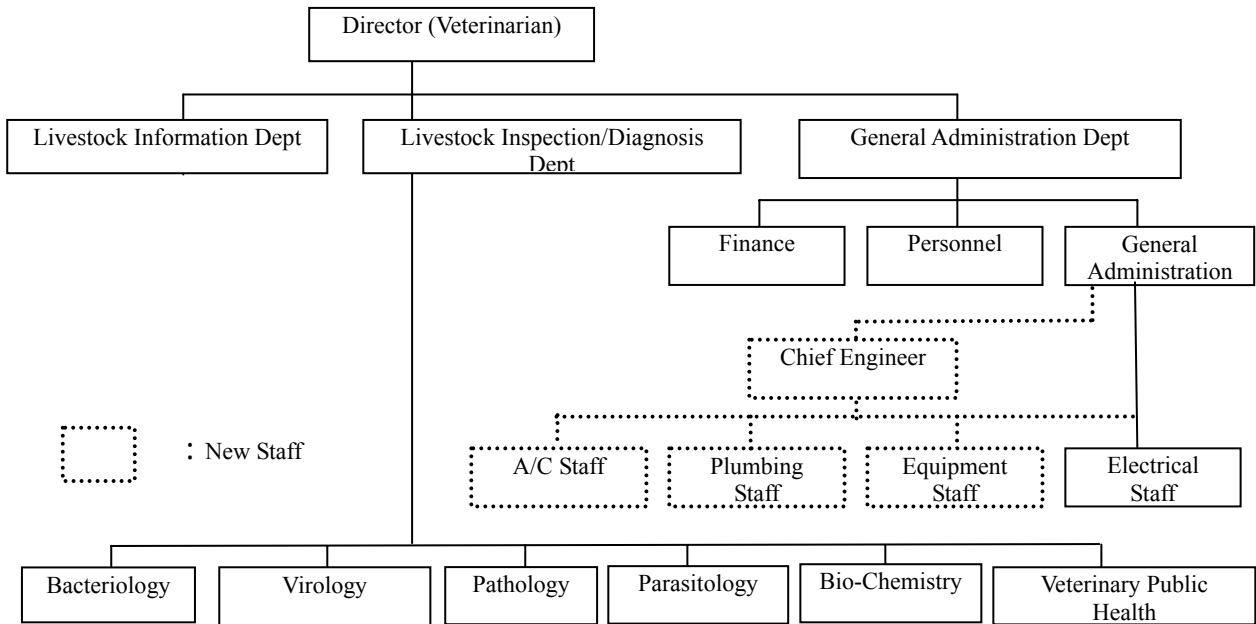 Director (Veterinarian)
Livestock Information Dept
Livestock Inspection/Diagnosis
Dept
General Administration Dept
Finance
Personnel
General
Administration
Chief Engineer
: New Staff
A/C Staff
Plumbing
Staff
Equipment
Staff
Electrical
Staff
Bacteriology
Virology
Pathology
Parasitology
Bio-Chemistry
Veterinary Public
Health